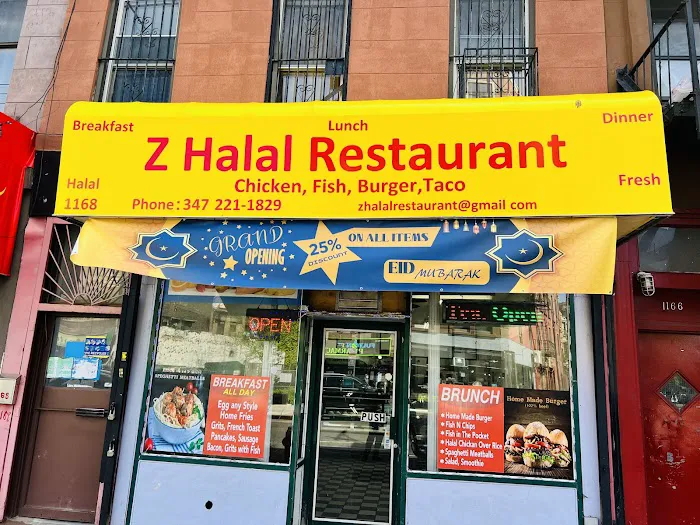 Breakfast
Lunch
Dinner
Z Halal Restaurant
Chicken, Fish, Burger,Taco
Halal
1168
Phone: 347 221-1829
zhalalrestaurant@gmail com
Fresh
GRAND
OPENING
25%
DISCOUNT
ON ALL ITEMS
EID MUBARAK
OPEN
SPEGHETTI MEATBALLS
BREAKFAST
ALL DAY
Egg any Style
Home Fries
Grits, French Toast
Pancakes, Sausage
Bacon, Grits with Fish
PUSH
BRUNCH
Home Made Burger
Fish N Chips
Fish in The Pocket
Halal Chicken Over Rice
Spaghetti Meatballs
Salad, Smoothie
Home Made Burger
1166